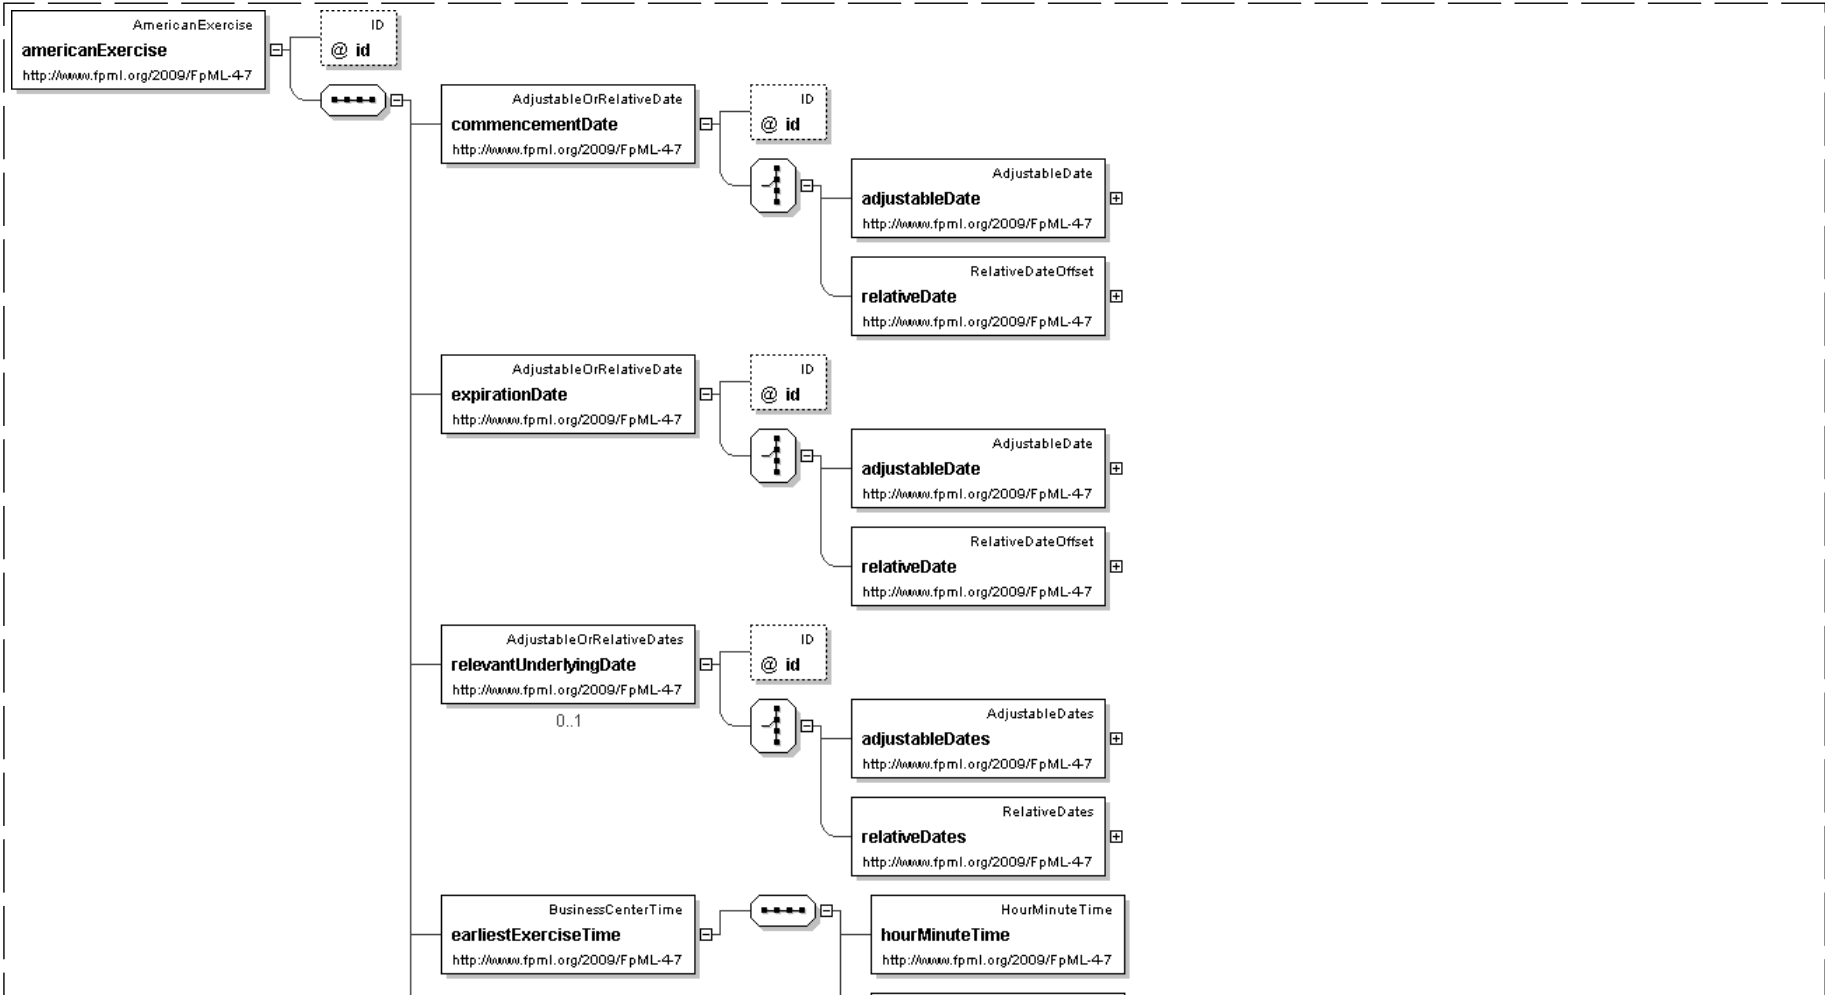 AmericanExercise
americanExercise
http://www.fpml.org/2009/FpML-4-7
ID
@ id
AdjustableOrRelativeDate
commencementDate
http://www.fpml.org/2009/FpML-4-7
ID
@ id
AdjustableDate
adjustableDate
http://www.fpml.org/2009/FpML-4-7
RelativeDateOffset
relativeDate
http://www.fpml.org/2009/FpML-4-7
AdjustableOrRelativeDate
expirationDate
http://www.fpml.org/2009/FpML-4-7
ID
@ id
AdjustableDate
adjustableDate
http://www.fpml.org/2009/FpML-4-7
RelativeDateOffset
relativeDate
http://www.fpml.org/2009/FpML-4-7
AdjustableOrRelativeDates
relevantUnderlyingDate
http://www.fpml.org/2009/FpML-4-7
0..1
ID
@ id
AdjustableDates
adjustableDates
http://www.fpml.org/2009/FpML-4-7
RelativeDates
relativeDates
http://www.fpml.org/2009/FpML-4-7
BusinessCenterTime
earliestExerciseTime
http://www.fpml.org/2009/FpML-4-7
HourMinuteTime
hourMinuteTime
http://www.fpml.org/2009/FpML-4-7